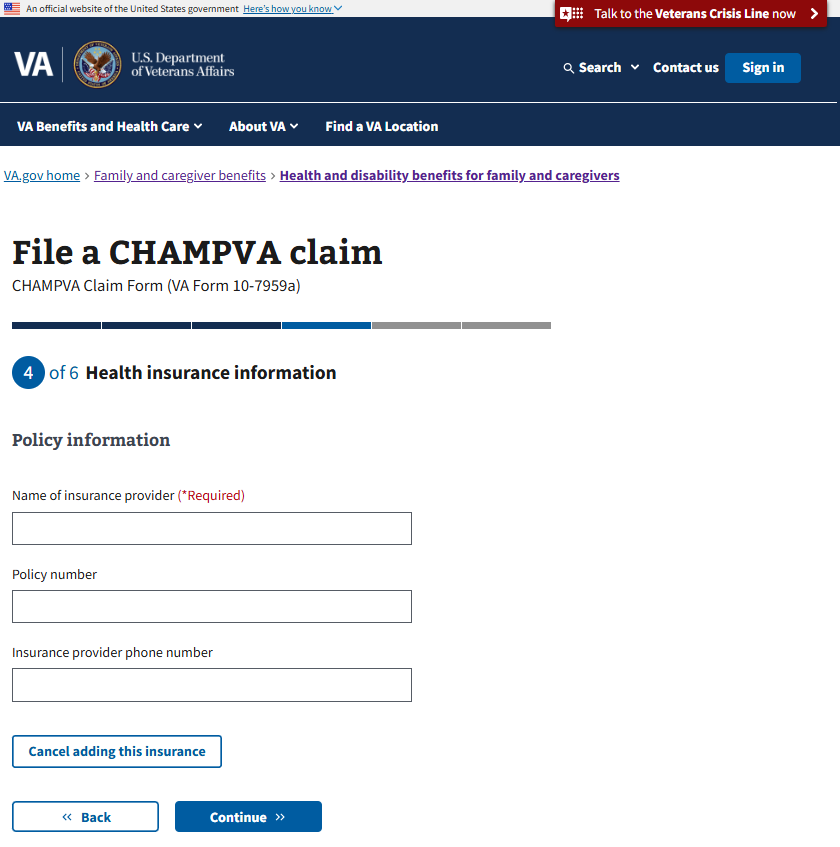 An official website of the United States government Here's how you know
Talk to the Veterans Crisis Line now
VA
U.S. Department
of Veterans Affairs
Search
Contact us
Sign in
VA Benefits and Health Care
About VA
Find a VA Location
VA.gov home › Family and caregiver benefits › Health and disability benefits for family and caregivers
File a CHAMPVA claim
CHAMPVA Claim Form (VA Form 10-7959a)
4 of 6 Health insurance information
Policy information
Name of insurance provider (*Required)
Policy number
Insurance provider phone number
Cancel adding this insurance
Back
Continue